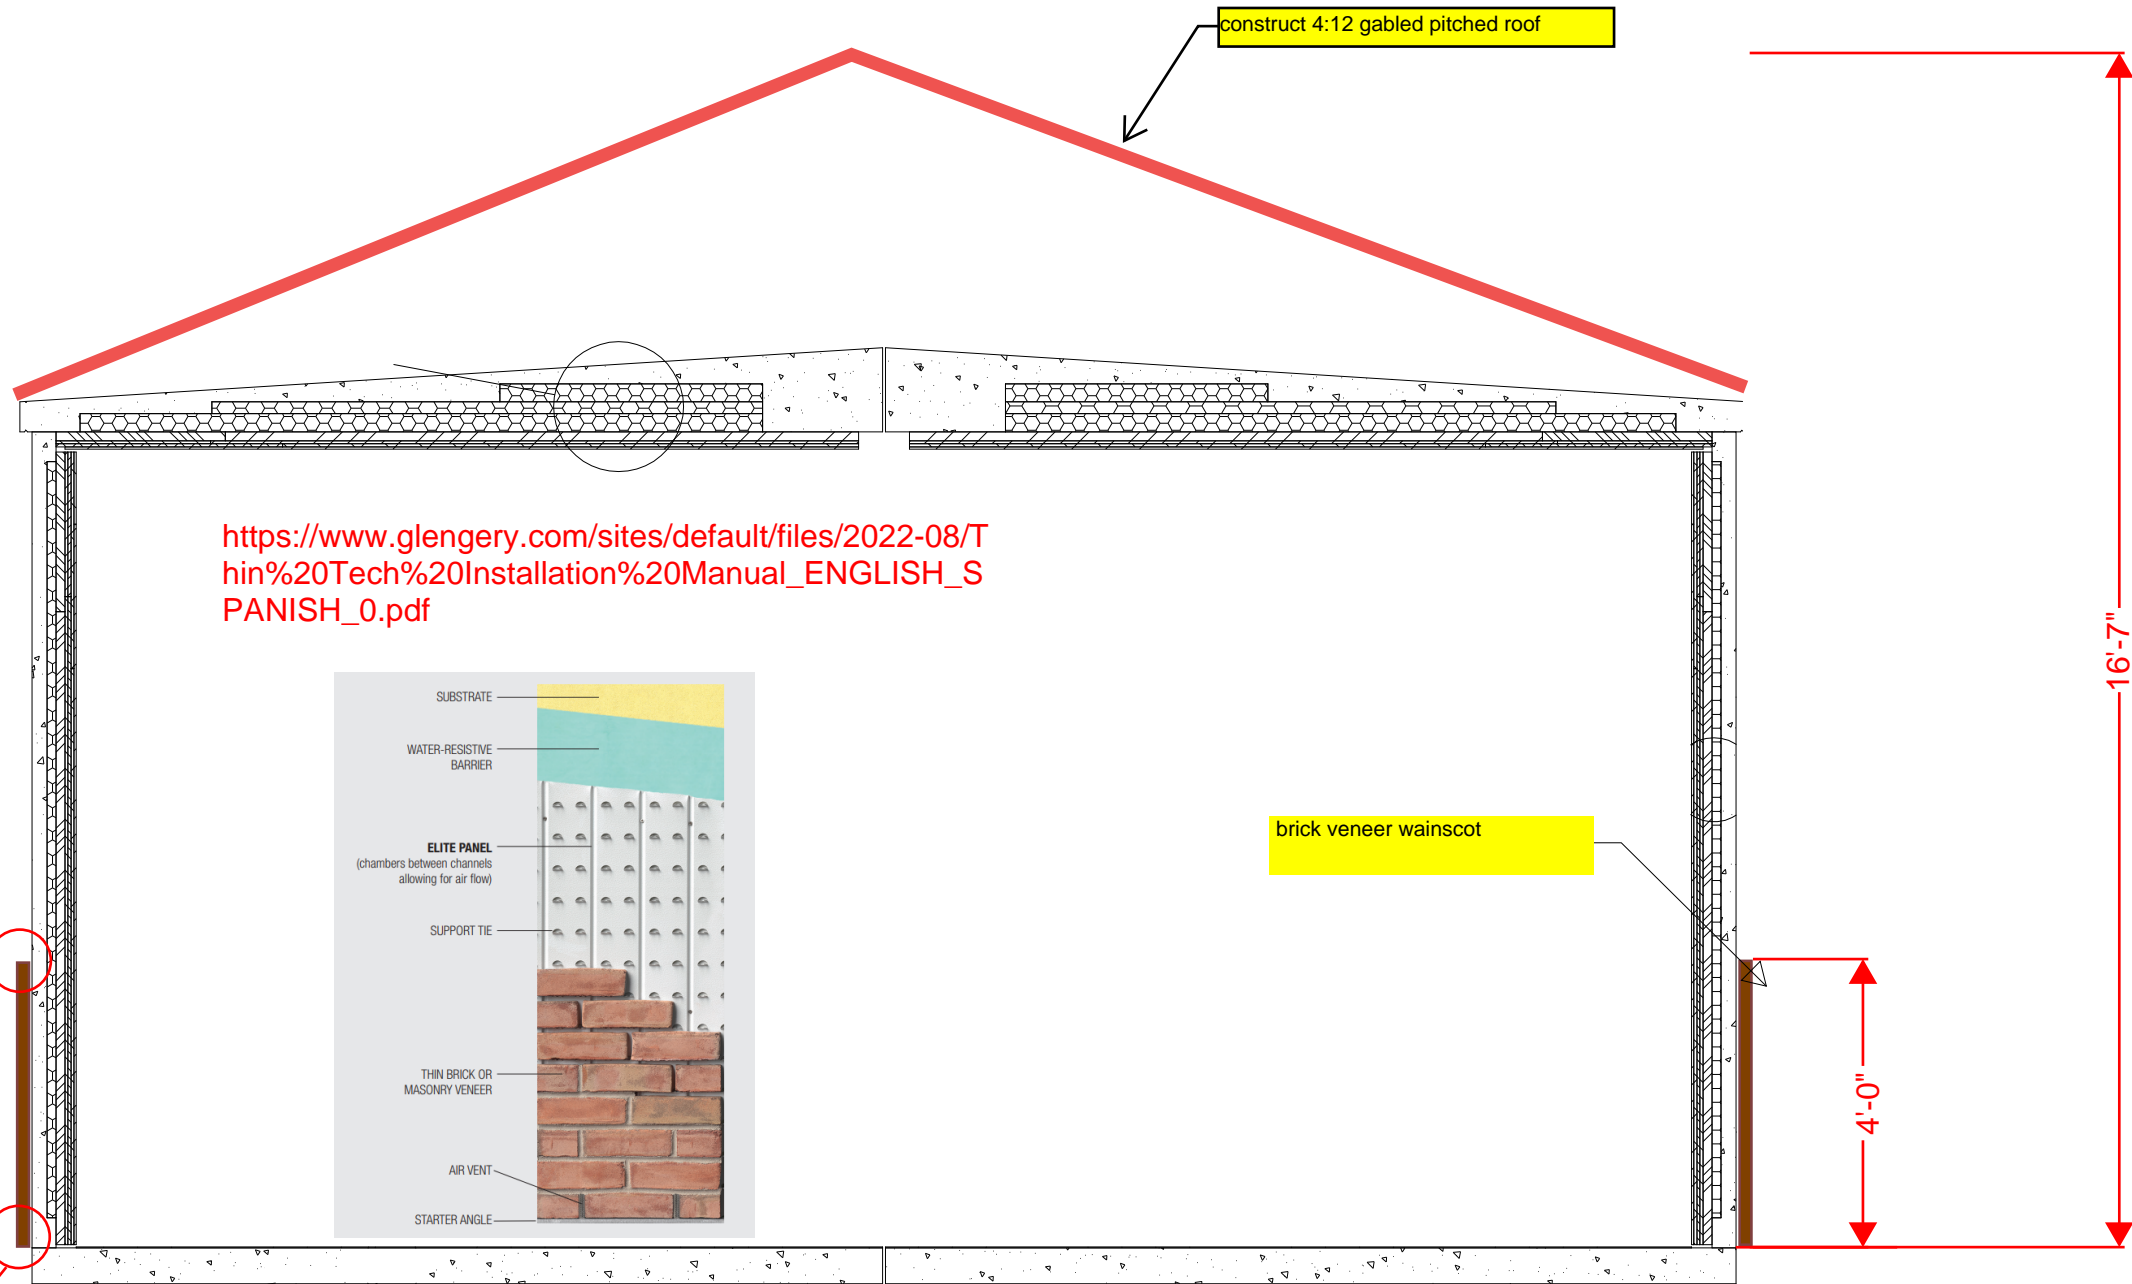 construct 4:12 gabled pitched roof
https://www.glengery.com/sites/default/files/2022-08/T
hin%20Tech%20Installation%20Manual_ENGLISH_S
PANISH_0.pdf
16'-7"
SUBSTRATE
WATER-RESISTIVE
BARRIER
ELITE PANEL
(chambers between channels
allowing for air flow)
SUPPORT TIE
THIN BRICK OR
MASONRY VENEER
AIR VENT
STARTER ANGLE
brick veneer wainscot
4'-0"